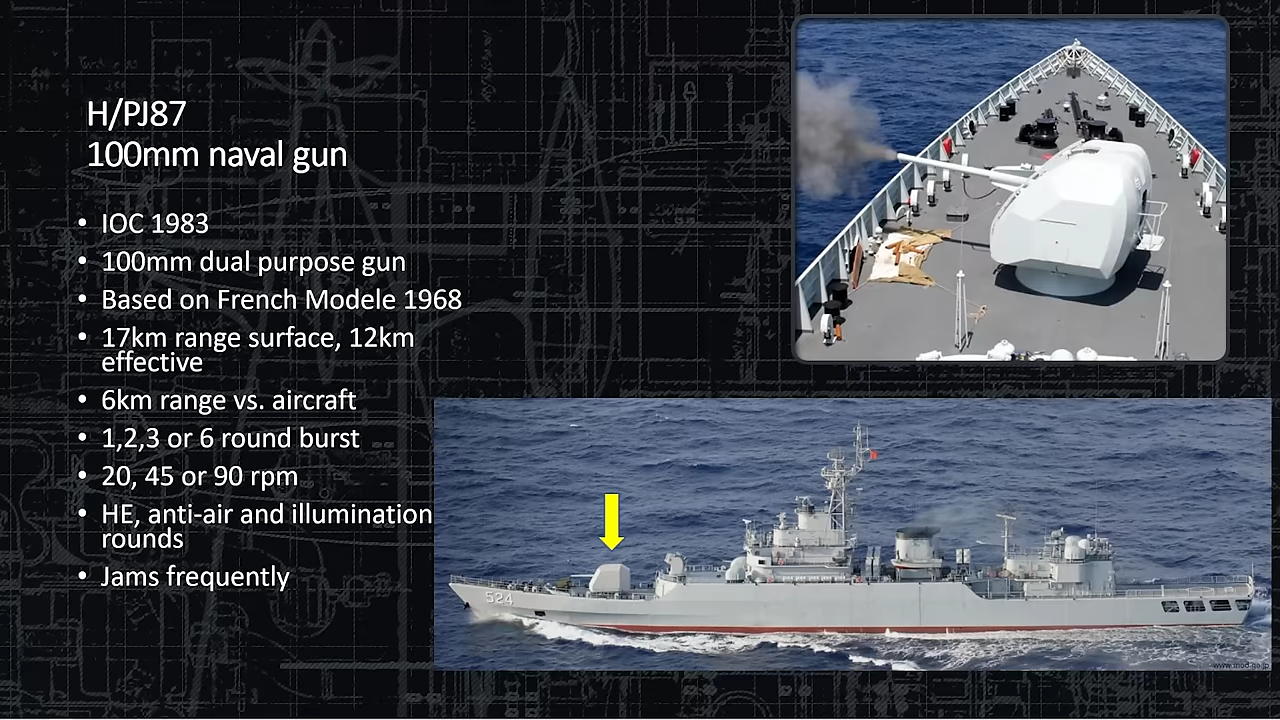 H/PJ87
100mm naval gun
• IOC 1983
• 100mm dual purpose gun
• Based on French Modele 1968
• 17km range surface, 12km
effective
• 6km range vs. aircraft
• 1,2,3 or 6 round burst
• 20, 45 or 90 rpm
• HE, anti-air and illumination
rounds
• Jams frequently
524
www.mod.go.jp